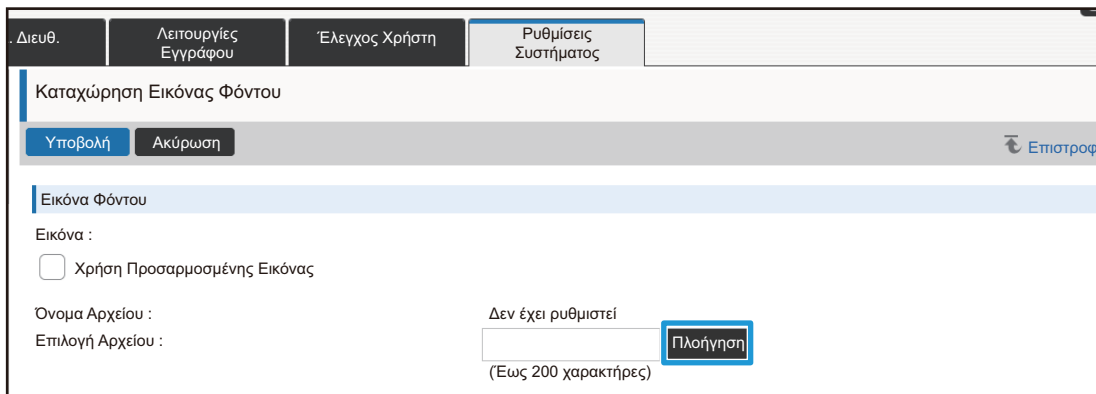 . Διευθ.
Λειτουργίες
Εγγράφου
Έλεγχος Χρήστη
Ρυθμίσεις
Συστήματος
Καταχώρηση Εικόνας Φόντου
Υποβολή Ακύρωση Επιστροφ
Εικόνα Φόντου
Εικόνα :
Χρήση Προσαρμοσμένης Εικόνας
Όνομα Αρχείου : Δεν έχει ρυθμιστεί
Επιλογή Αρχείου : Πλοήγηση
(Έως 200 χαρακτήρες)